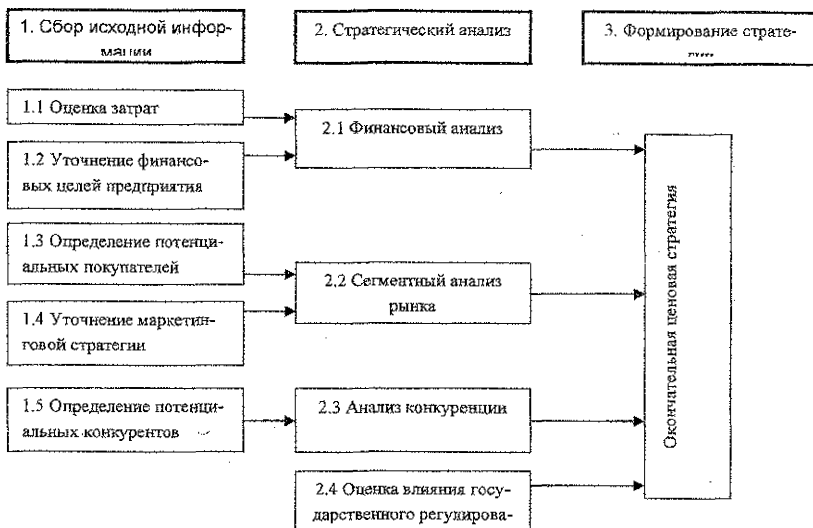 1. Сбор исходной инфор-
мации
2. Стратегический анализ
3. Формирование страте-
1.1 Оценка затрат
1.2 Уточнение финансо-
вых целей предприятия
1.3 Определение потенци-
альных покупателей
1.4 Уточнение маркетин-
говой стратегии
1.5 Определение потенци-
альных конкурентов
2.1 Финансовый анализ
2.2 Сегментный анализ
рынка
2.3 Анализ конкуренции
2.4 Оценка влияния госу-
дарственного регулирова-
Окончательная ценовая стратегия